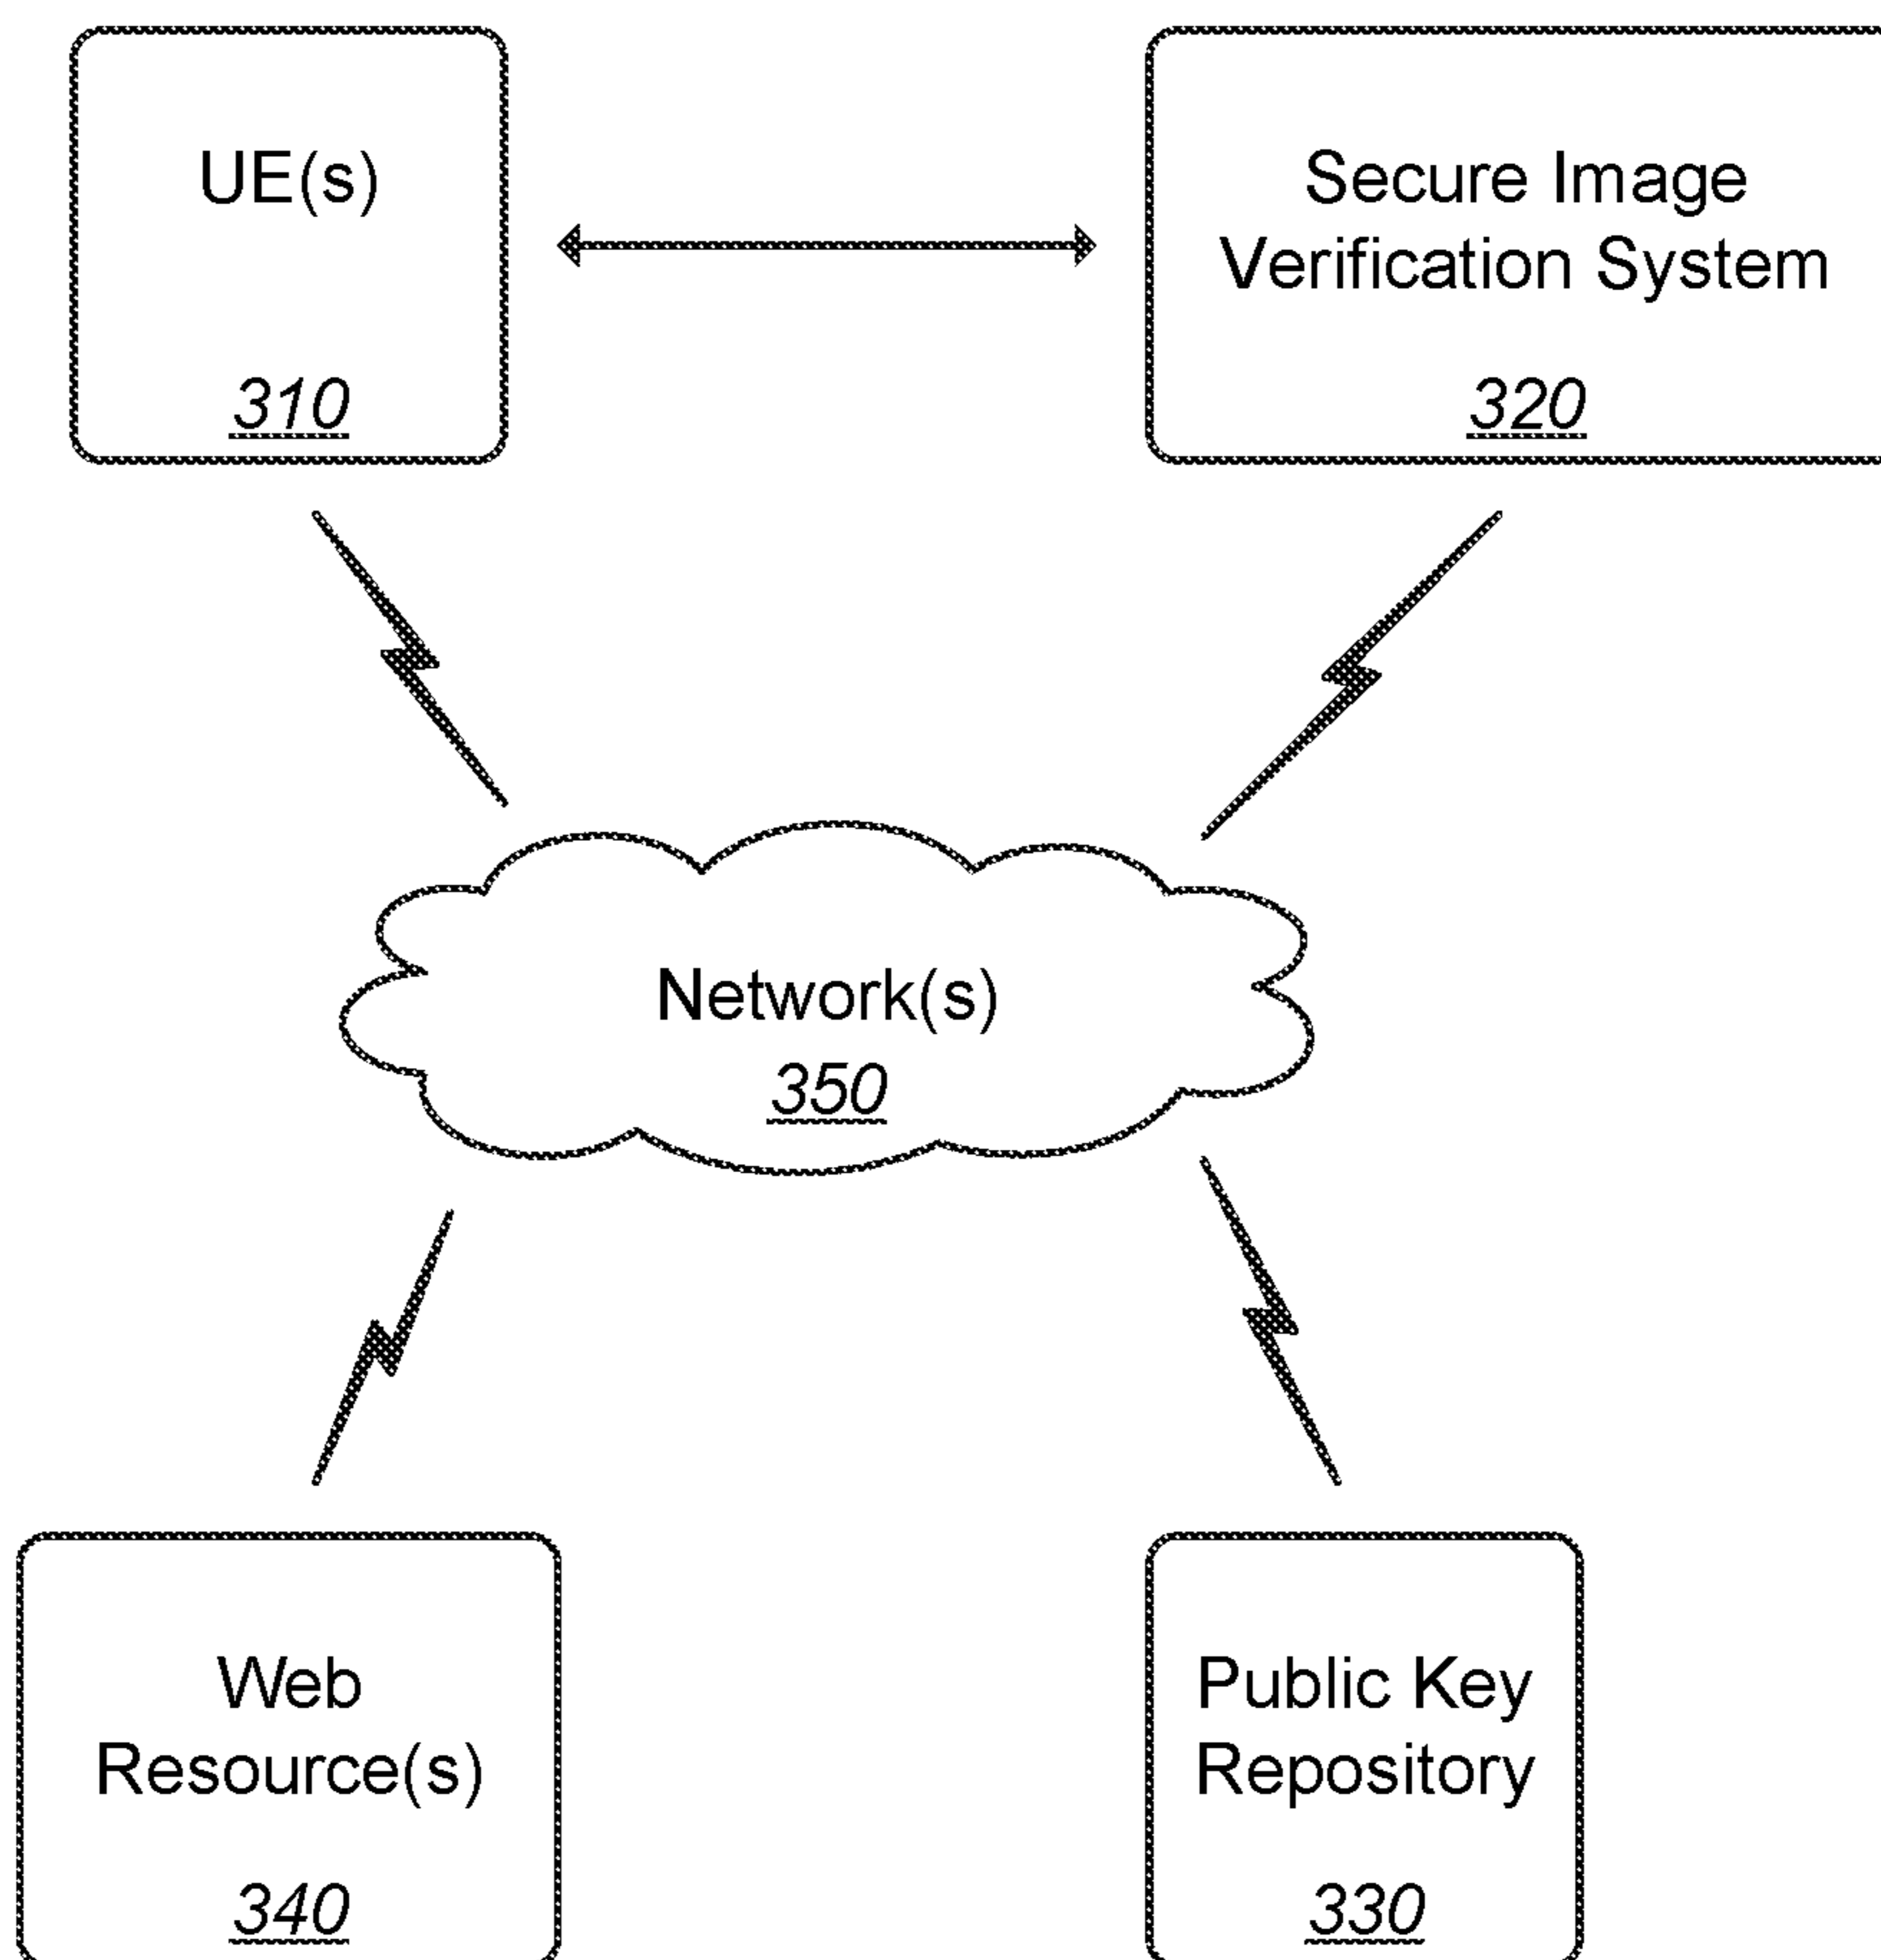 UE(s)
310
Secure Image
Verification System
320
Network(s)
350
Web
Resource(s)
340
Public Key
Repository
330